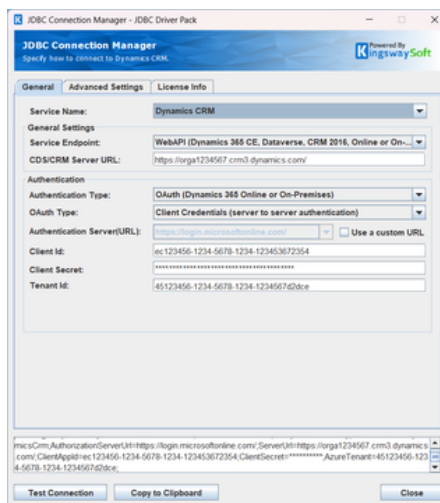 JDBC Connection Manager - JDBC Driver Pack
JDBC Connection Manager
Specify how to connect to Dynamics CRM.
Powered By
KingswaySoft
General Advanced Settings License Info
Service Name: Dynamics CRM
General Settings
Service Endpoint: WebAPI (Dynamics 365 CE, Dataverse, CRM 2016, Online or On-...
CDS/CRM Server URL: https://orga1234567.crm3.dynamics.com/
Authentication
Authentication Type: OAuth (Dynamics 365 Online or On-Premises)
OAuth Type: Client Credentials (server to server authentication)
Authentication Server(URL): https://login.microsoftonline.com/ Use a custom URL
Client Id: ec123456-1234-5678-1234-123453672354
Client Secret:
Tenant Id: 45123456-1234-5678-1234-1234567d2dce
micsCrm;AuthorizationServerUrl=https://login.microsoftonline.com/;ServerUrl=https://orga1234567.crm3.dynamics
.com/;ClientAppId=ec123456-1234-5678-1234-123453672354;ClientSecret=**********;AzureTenant=45123456-123
4-5678-1234-1234567d2dce;
Test Connection Copy to Clipboard Close